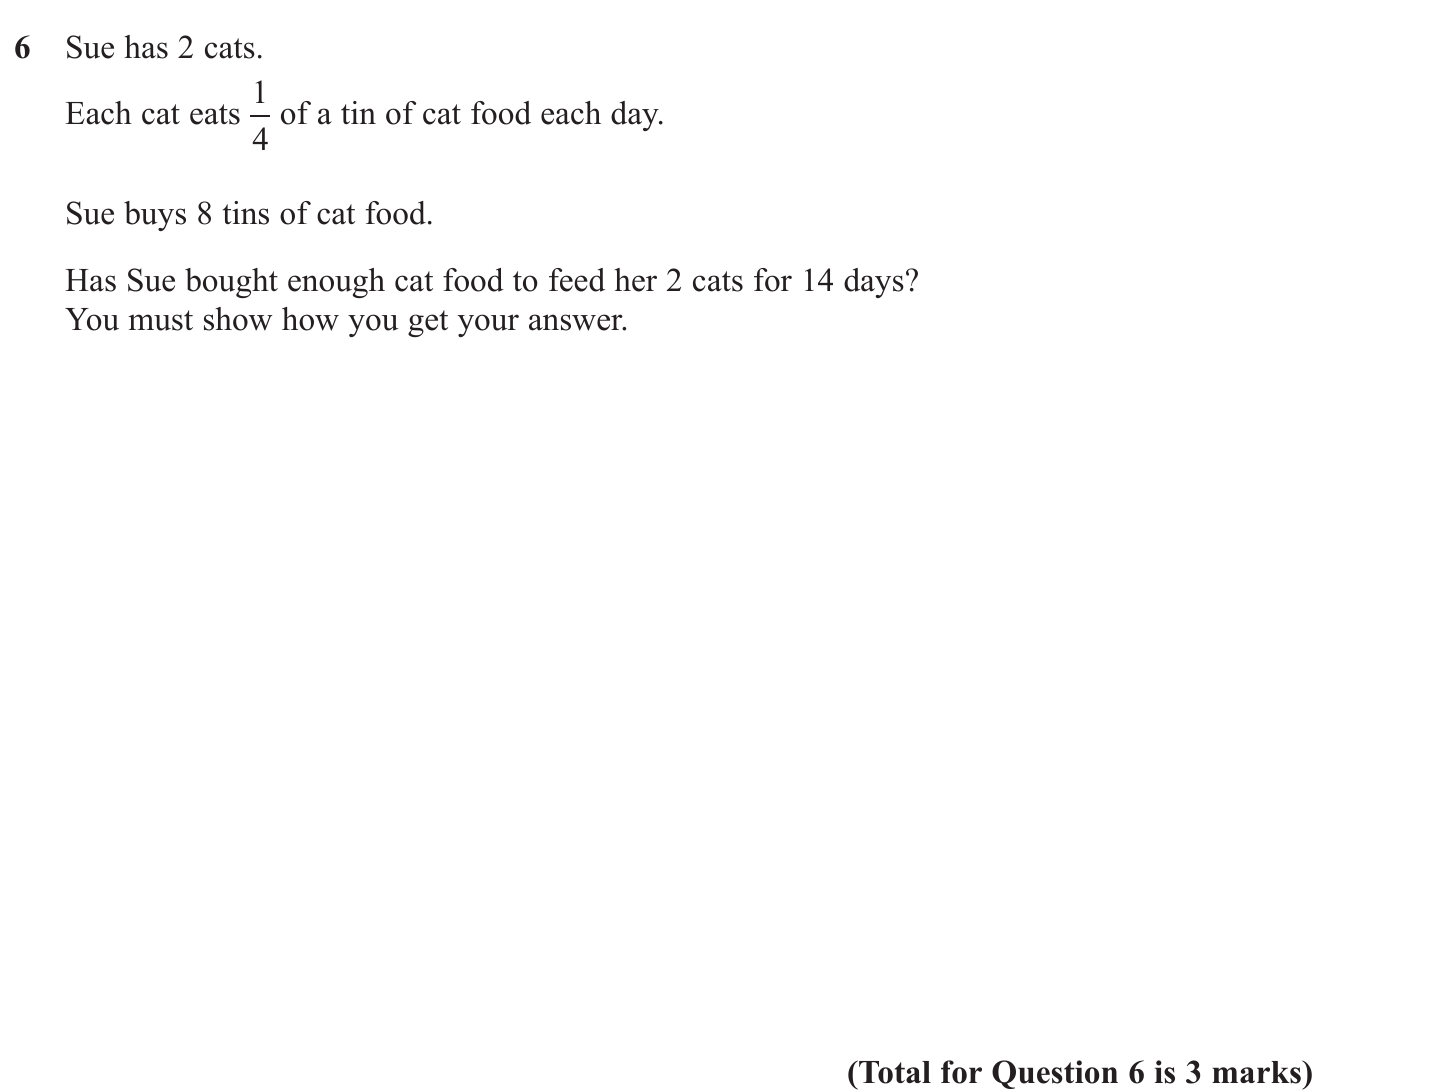 6 Sue has 2 cats.
Each cat eats 1/4 of a tin of cat food each day.
Sue buys 8 tins of cat food.
Has Sue bought enough cat food to feed her 2 cats for 14 days?
You must show how you get your answer.
(Total for Question 6 is 3 marks)